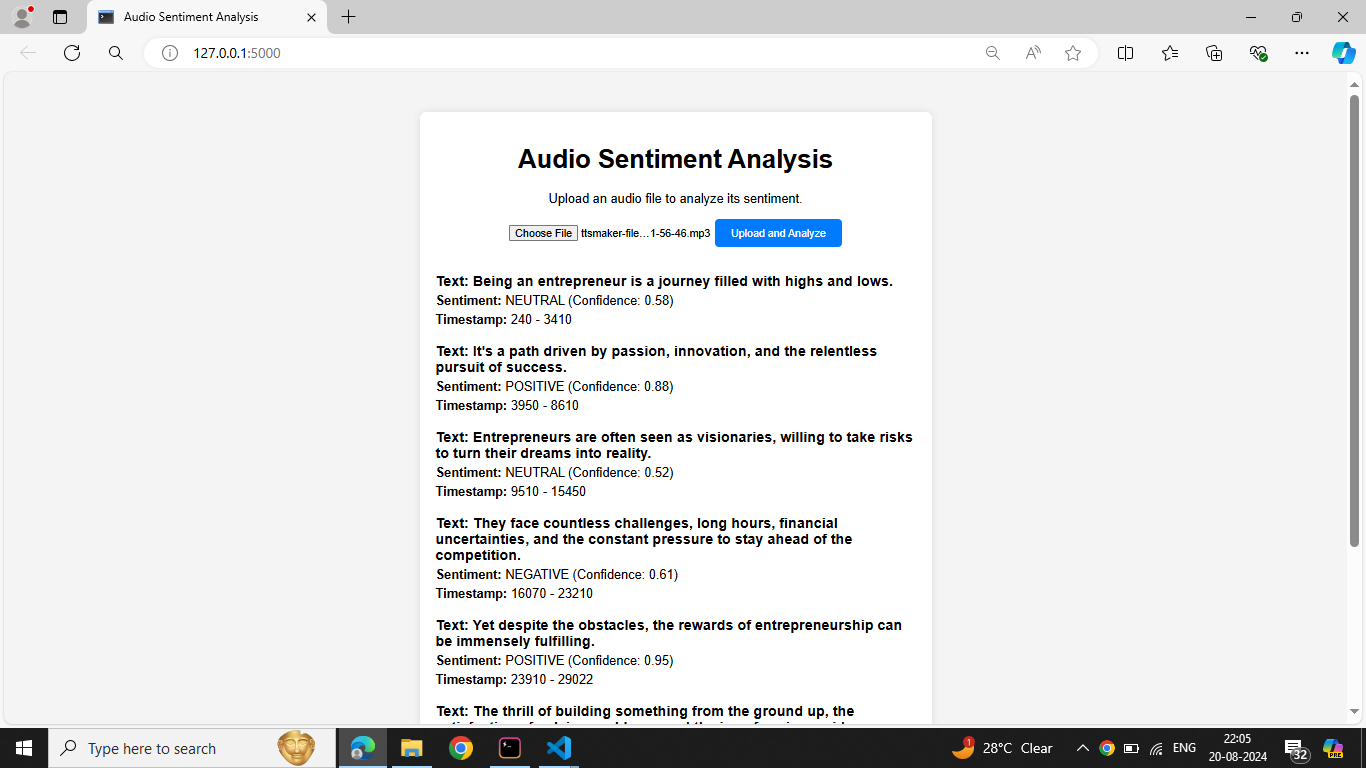 Audio Sentiment Analysis
127.0.0.1:5000
Audio Sentiment Analysis
Upload an audio file to analyze its sentiment.
Choose File ttsmaker-file...1-56-46.mp3 Upload and Analyze
Text: Being an entrepreneur is a journey filled with highs and lows.
Sentiment: NEUTRAL (Confidence: 0.58)
Timestamp: 240 - 3410
Text: It's a path driven by passion, innovation, and the relentless
pursuit of success.
Sentiment: POSITIVE (Confidence: 0.88)
Timestamp: 3950 - 8610
Text: Entrepreneurs are often seen as visionaries, willing to take risks
to turn their dreams into reality.
Sentiment: NEUTRAL (Confidence: 0.52)
Timestamp: 9510 - 15450
Text: They face countless challenges, long hours, financial
uncertainties, and the constant pressure to stay ahead of the
competition.
Sentiment: NEGATIVE (Confidence: 0.61)
Timestamp: 16070 - 23210
Text: Yet despite the obstacles, the rewards of entrepreneurship can
be immensely fulfilling.
Sentiment: POSITIVE (Confidence: 0.95)
Timestamp: 23910 - 29022
Text: The thrill of building something from the ground up, the
Type here to search
1
28°C Clear
ENG
22:05
20-08-2024
32
PRE